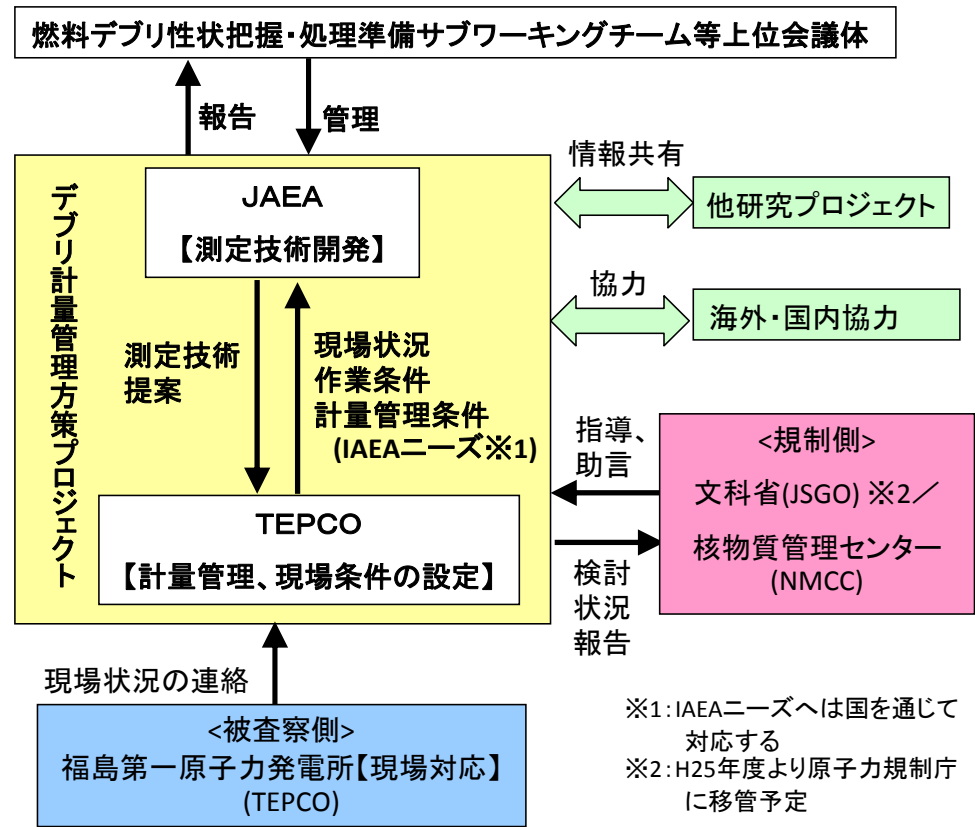 燃料デブリ性状把握・処理準備サブワーキングチーム等上位会議体
報告
管理
デブリ計量管理方策プロジェクト
JAEA
【測定技術開発】
測定技術
提案
現場状況
作業条件
計量管理条件
(IAEAニーズ※1)
TEPCO
【計量管理、現場条件の設定】
情報共有
他研究プロジェクト
協力
海外・国内協力
指導、
助言
<規制側>
文科省(JSGO) ※2／
核物質管理センター
(NMCC)
検討
状況
報告
現場状況の連絡
<被査察側>
福島第一原子力発電所【現場対応】
(TEPCO)
※1：IAEAニーズへは国を通じて
対応する
※2：H25年度より原子力規制庁
に移管予定